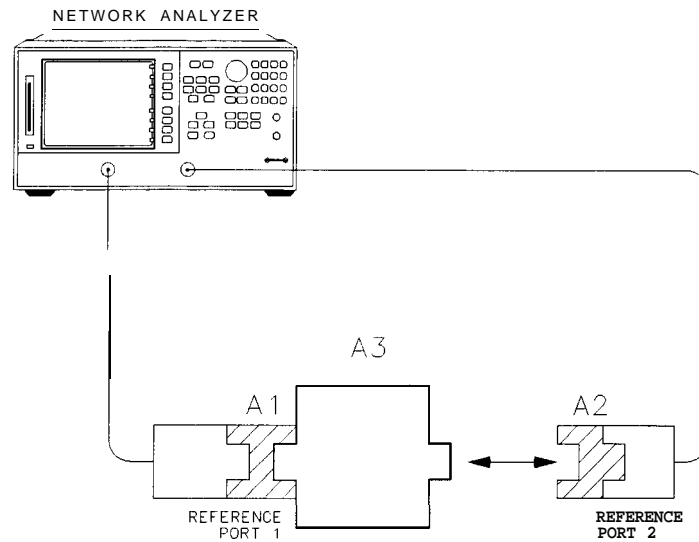 NETWORK ANALYZER
A3
A1
A2
REFERENCE
PORT 1
REFERENCE
PORT 2